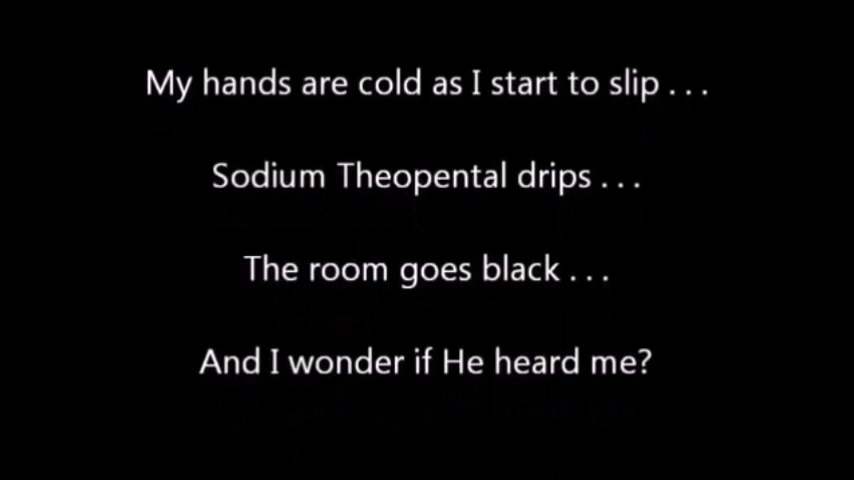 My hands are cold as I start to slip . . .
Sodium Theopental drips . . .
The room goes black . . .
And I wonder if He heard me?